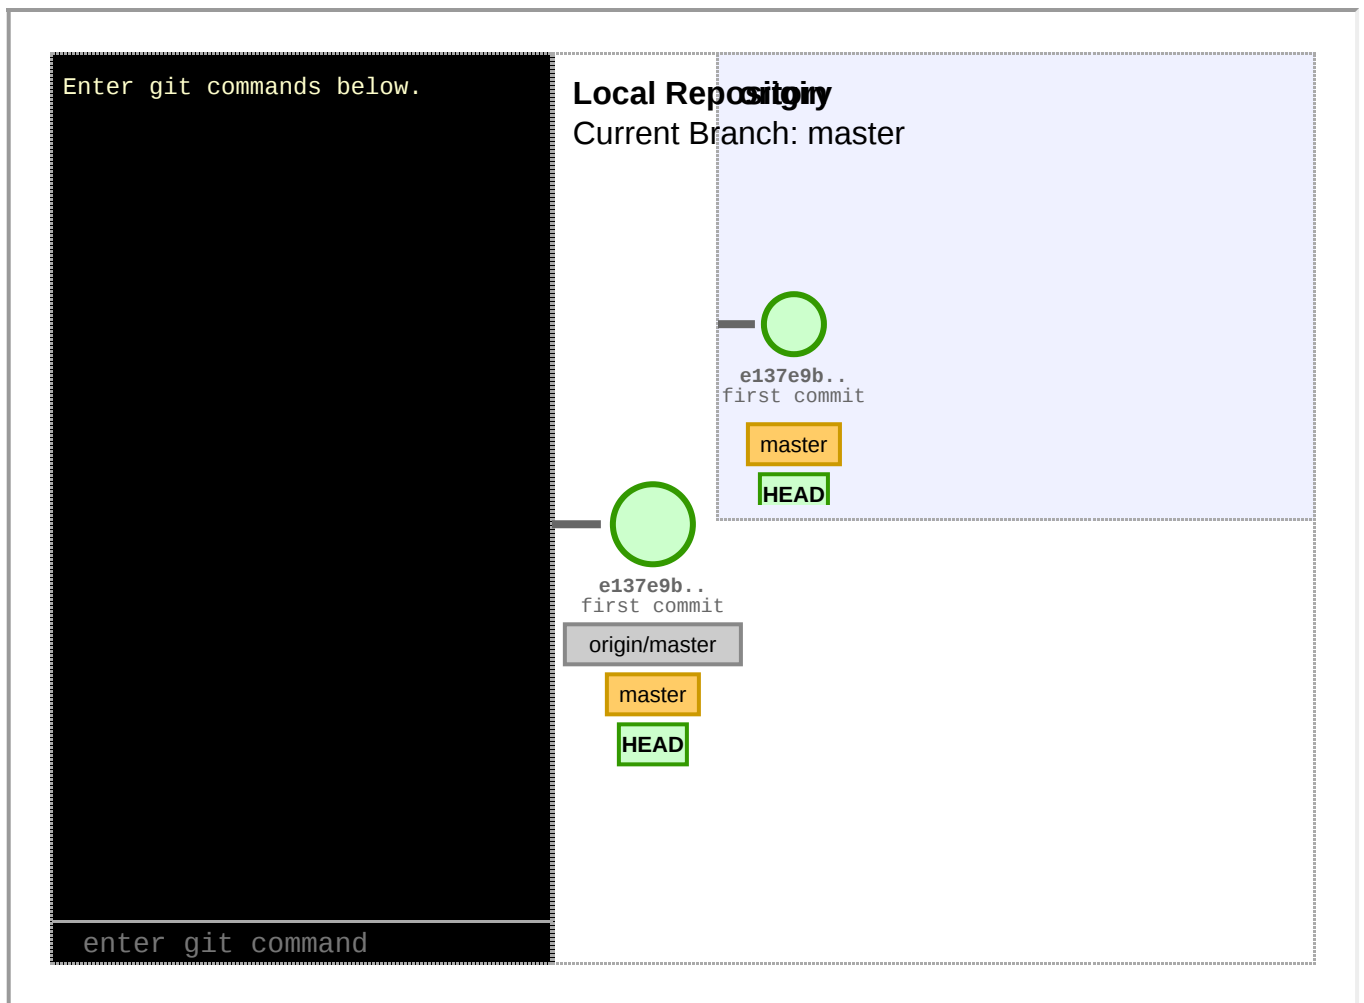 Enter git commands below.
Local Repository
origin
Current Branch: master
e137e9b..
first commit
master
HEAD
e137e9b..
first commit
origin/master
master
HEAD
enter git command